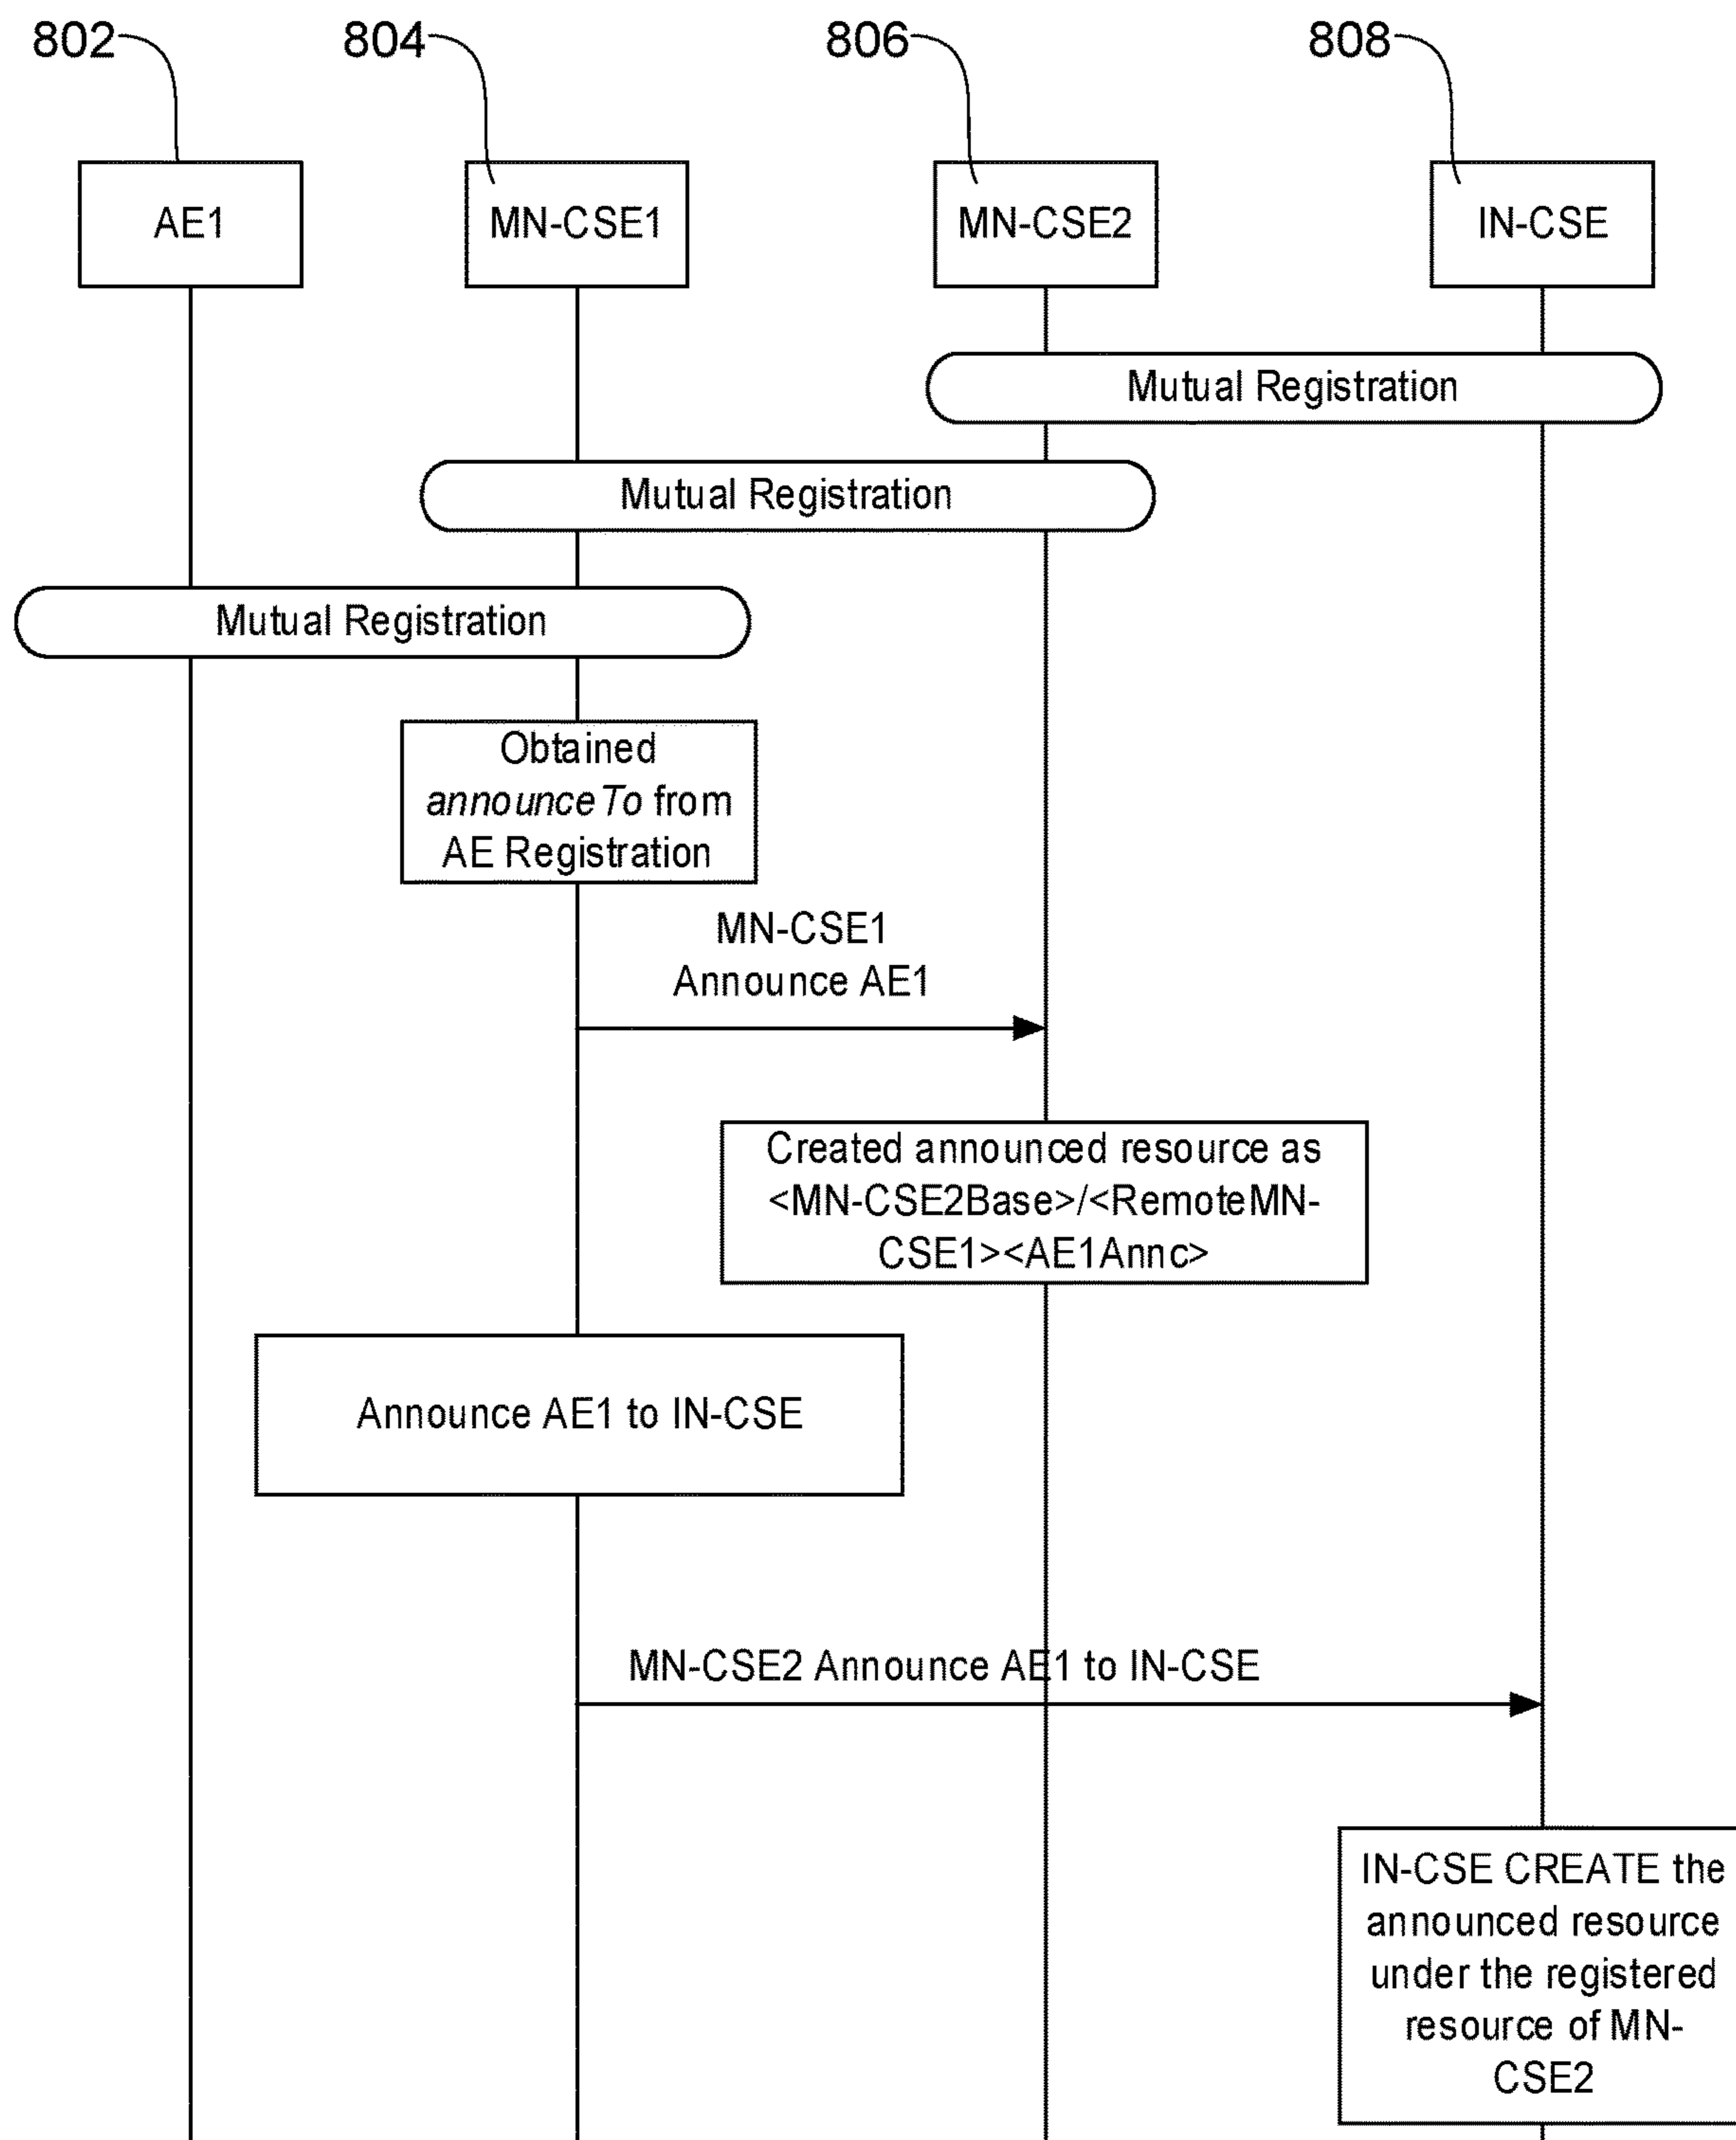 802
804
806
808
AE1
MN-CSE1
MN-CSE2
IN-CSE
Mutual Registration
Mutual Registration
Mutual Registration
Obtained
announceTo from
AE Registration
MN-CSE1
Announce AE1
Created announced resource as
<MN-CSE2Base>/<RemoteMN-
CSE1><AE1Annc>
Announce AE1 to IN-CSE
MN-CSE2 Announce AE1 to IN-CSE
IN-CSE CREATE the
announced resource
under the registered
resource of MN-
CSE2